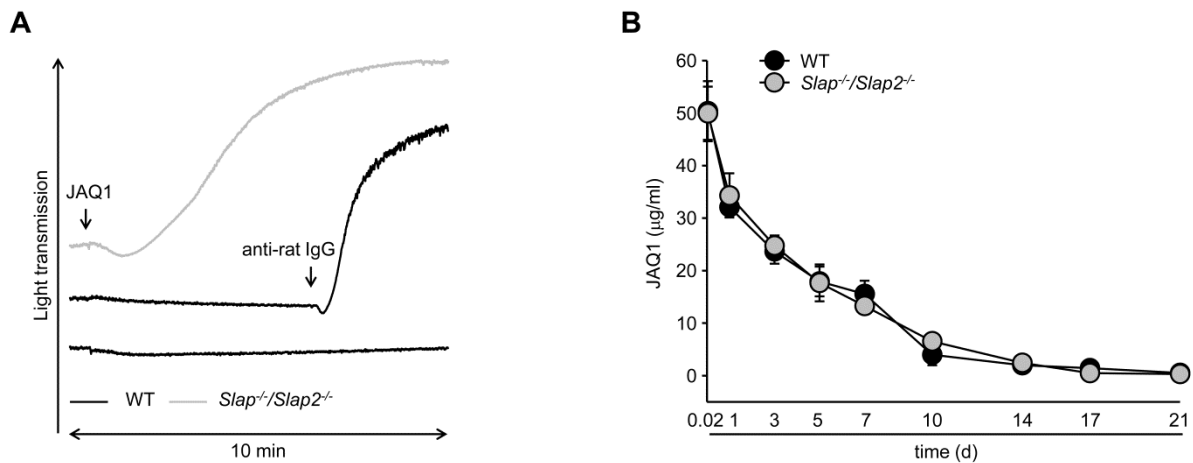 A
Light transmission
JAQ1
anti-rat IgG
WT
Slap-/-/Slap2-/-
10 min
B
JAQ1 (μg/ml)
60
50
40
30
20
10
0
WT
Slap-/-/Slap2-/-
0.02 1 3 5 7 10 14 17 21
time (d)